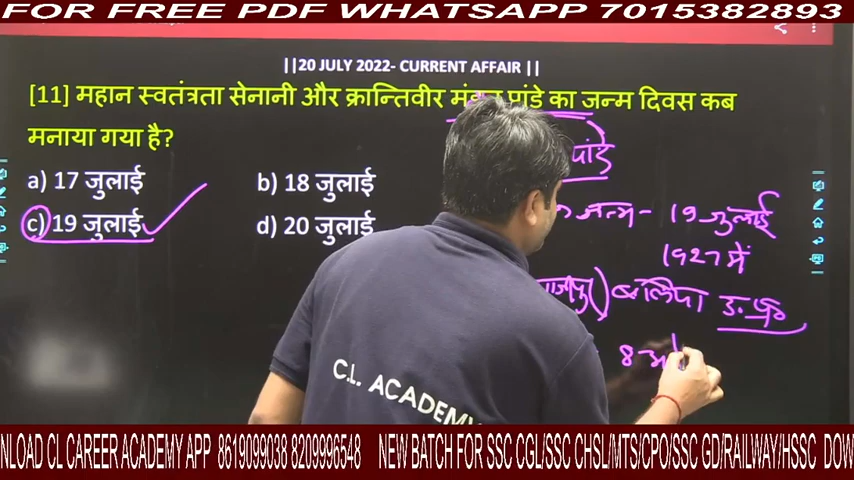 FOR FREE PDF WHATSAPP 7015382893
||20 JULY 2022- CURRENT AFFAIR ||
[11] महान स्वतंत्रता सेनानी और क्रान्तिवीर पांडे का जन्म दिवस कब
मनाया गया है?
पांडे
a) 17 जुलाई b) 18 जुलाई
c) 19 जुलाई d) 20 जुलाई
जन्म - 19 जुलाई
1927 में
बलिया उ. प्र०
8
C.L. ACADEMY
NLOAD CL CAREER ACADEMY APP 8619099038 8209996548 NEW BATCH FOR SSC CGL/SSC CHSL/MTS/CPO/SSC GD/RAILWAY/HSSC DOW